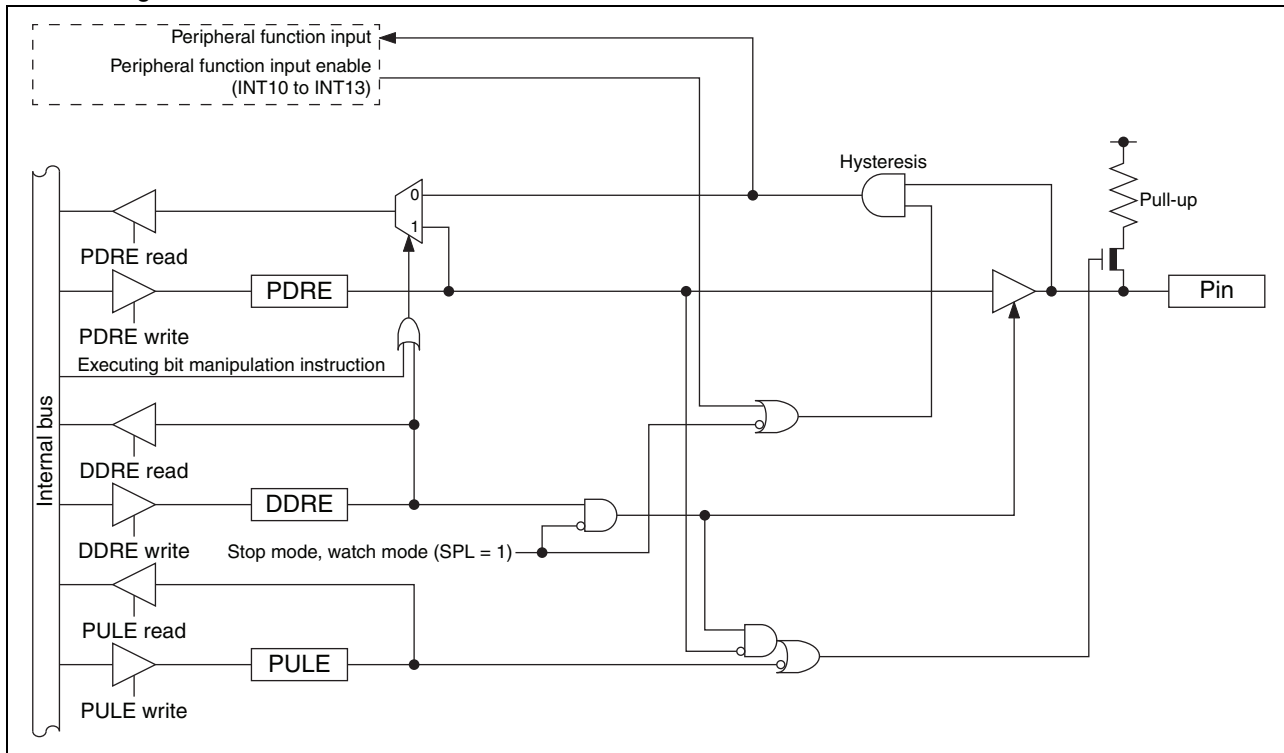 Peripheral function input
Peripheral function input enable
(INT10 to INT13)
Hysteresis
0
Pull-up
1
PDRE read
PDRE
Pin
PDRE write
Executing bit manipulation instruction
Internal bus
DDRE read
DDRE
DDRE write
Stop mode, watch mode (SPL = 1)
PULE read
PULE
PULE write